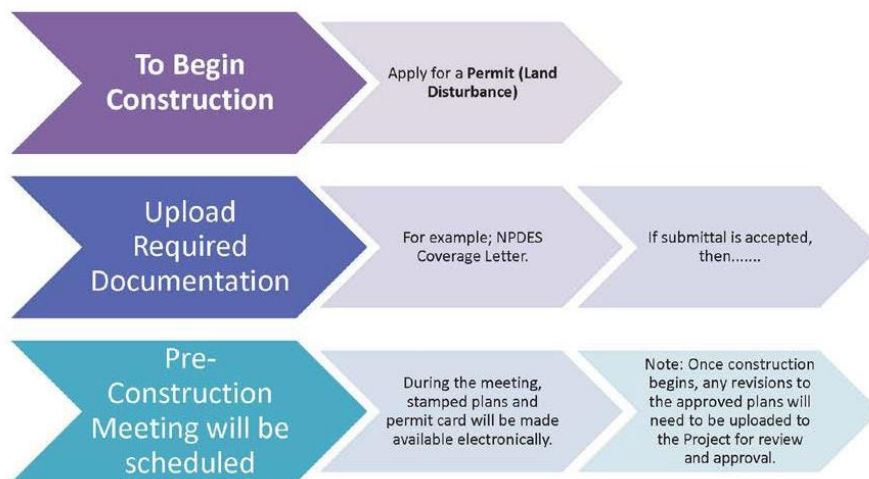 To Begin
Construction
Apply for a Permit (Land
Disturbance)
Upload
Required
Documentation
For example; NPDES
Coverage Letter.
If submittal is accepted,
then.......
Pre-
Construction
Meeting will be
scheduled
During the meeting,
stamped plans and
permit card will be made
available electronically.
Note: Once construction
begins, any revisions to
the approved plans will
need to be uploaded to
the Project for review
and approval.